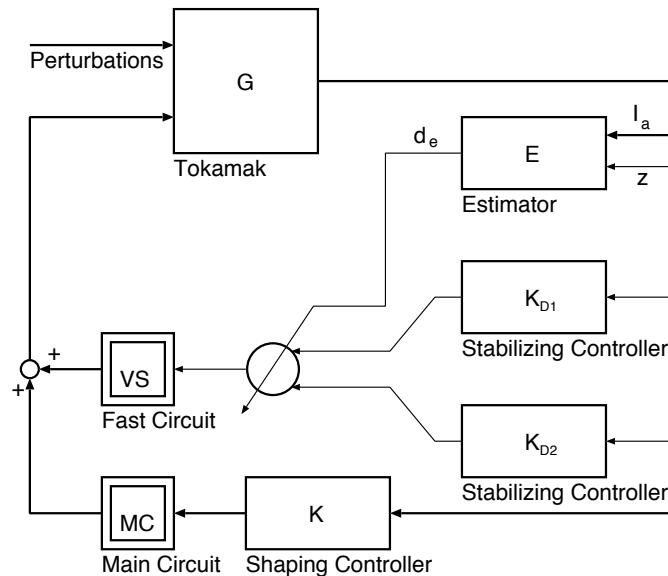 Perturbations
G
Tokamak
I_a
d_e
E
z
Estimator
K_D1
Stabilizing Controller
+
VS
+
Fast Circuit
K_D2
Stabilizing Controller
MC
K
Main Circuit
Shaping Controller